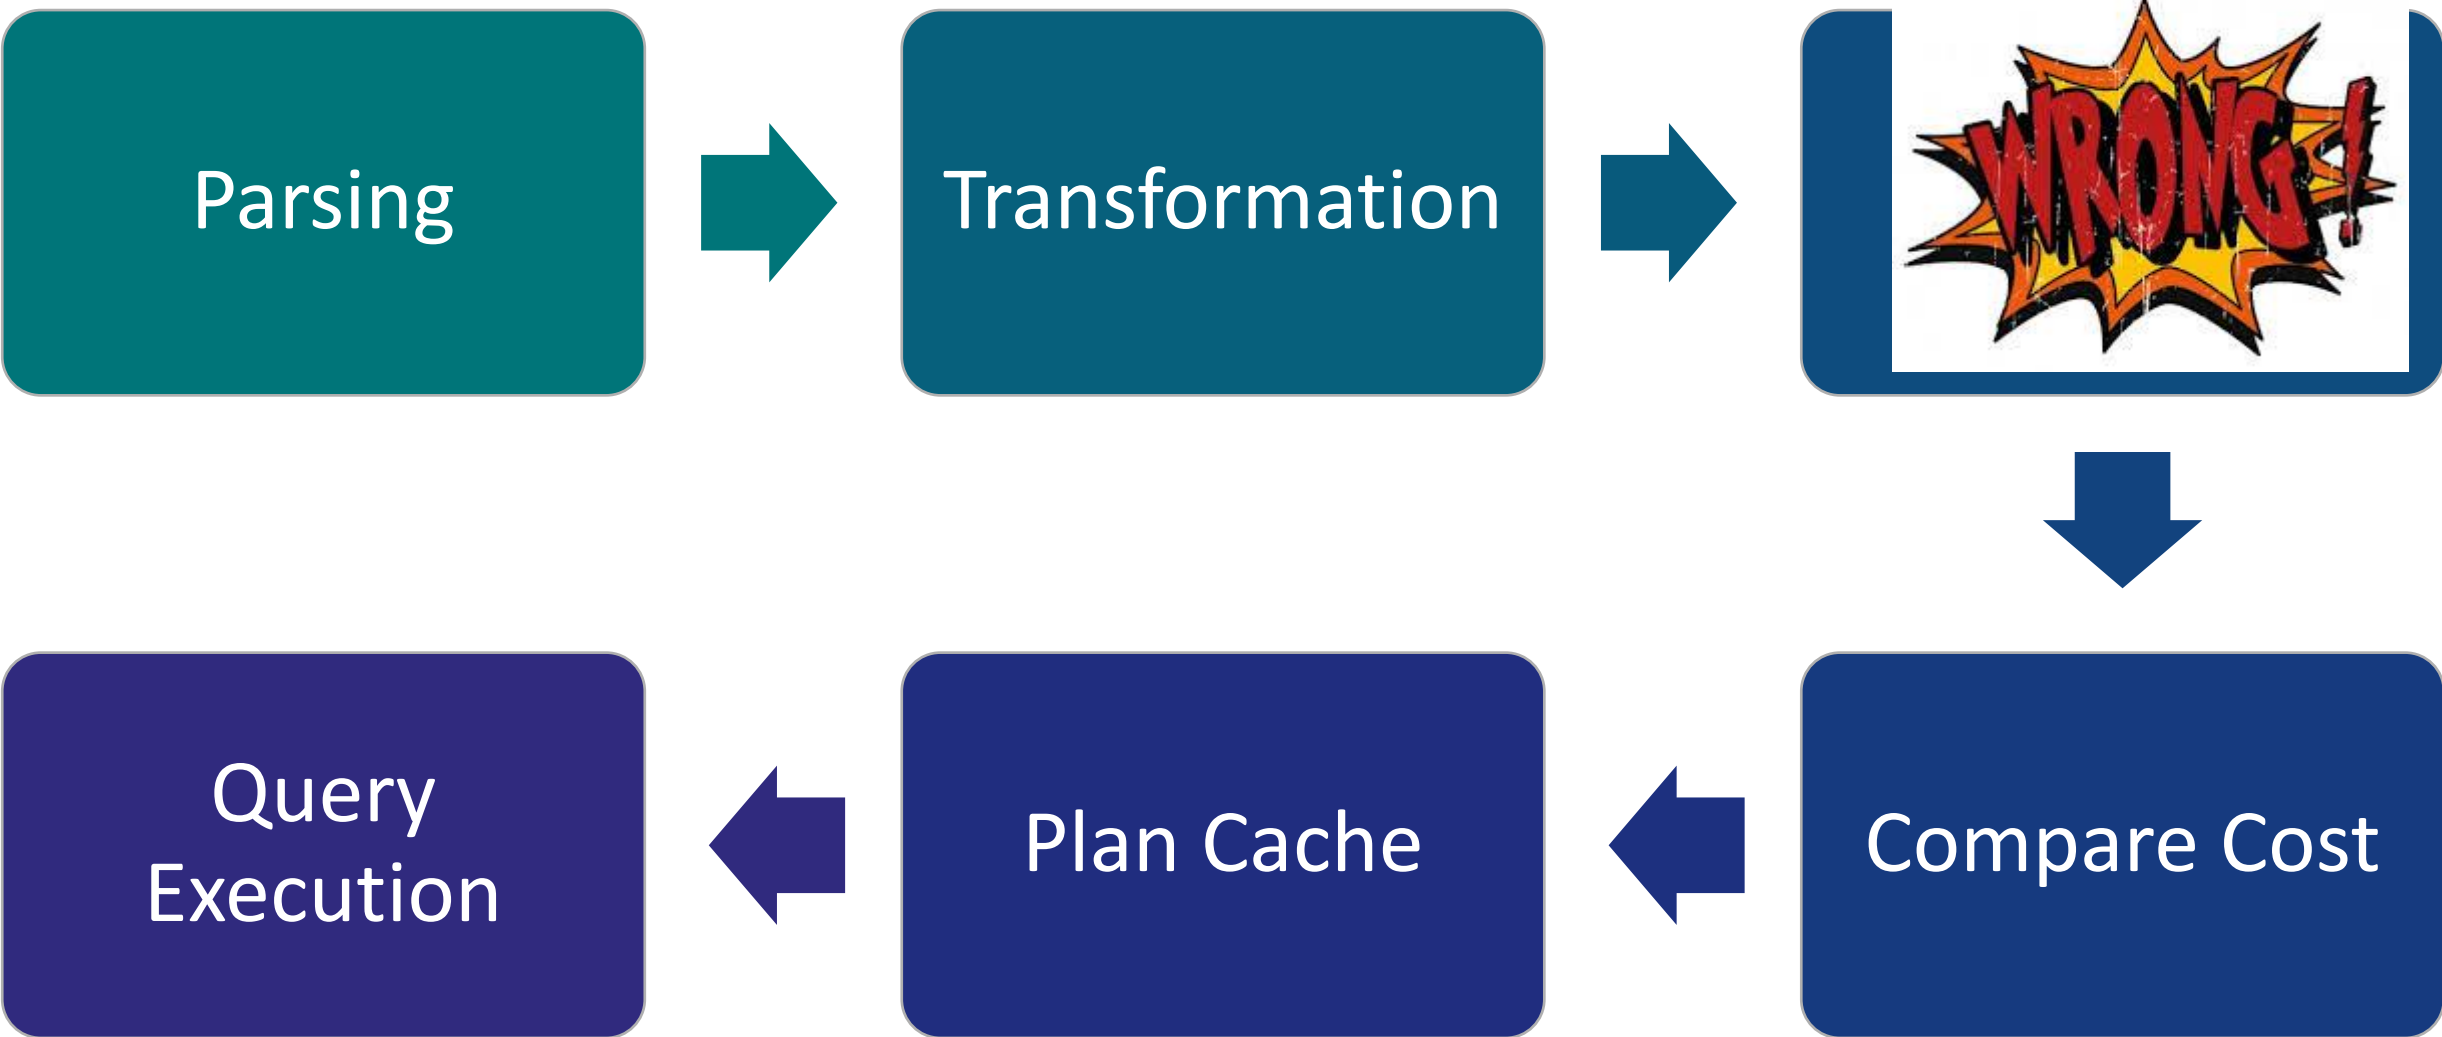 Parsing
Transformation
WRONG!
Compare Cost
Plan Cache
Query
Execution